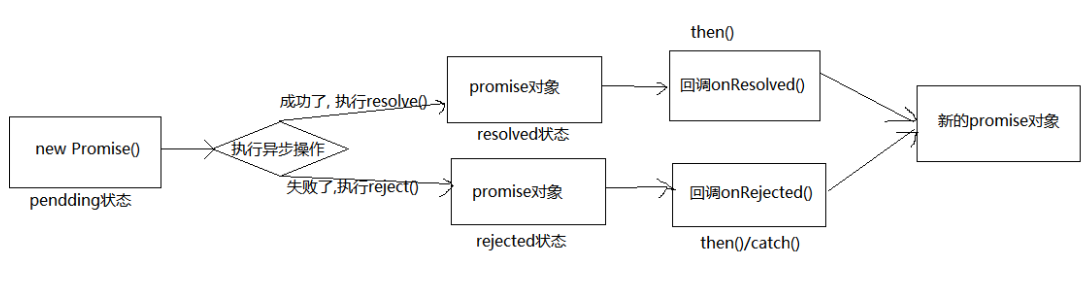 new Promise()
pendding状态
执行异步操作
成功了, 执行resolve()
promise对象
resolved状态
then()
回调onResolved()
失败了,执行reject()
promise对象
rejected状态
回调onRejected()
then()/catch()
新的promise对象